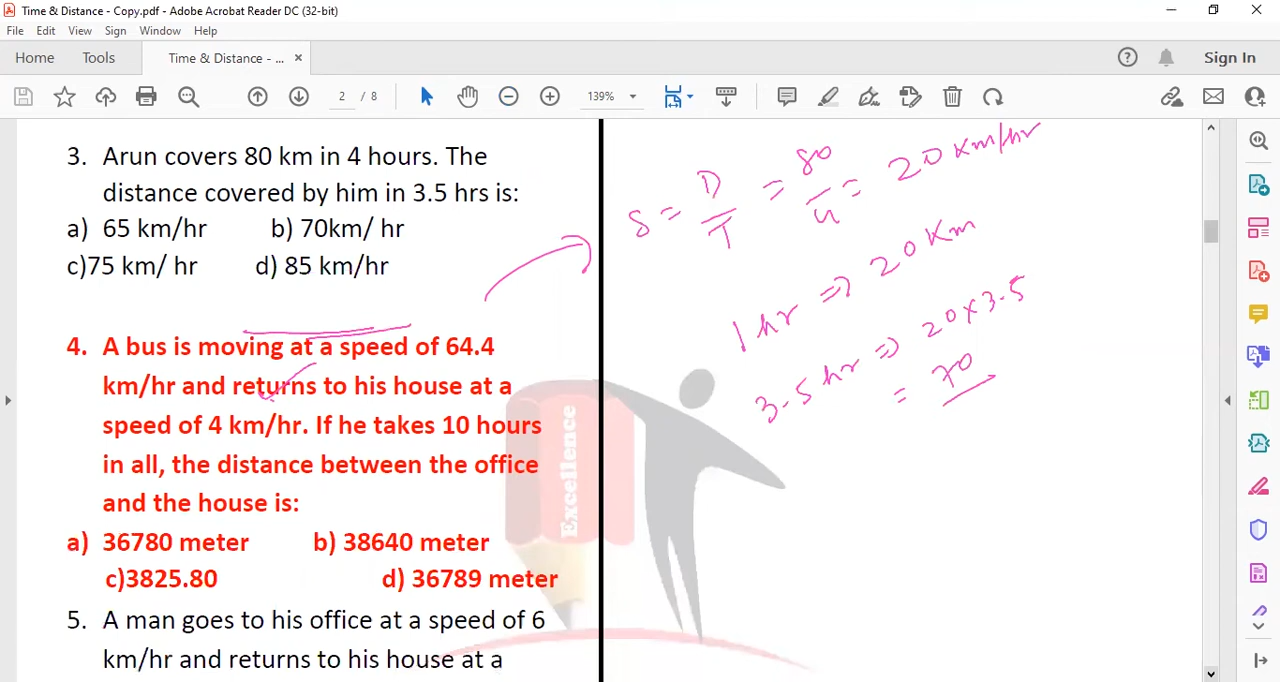 Time & Distance - Copy.pdf - Adobe Acrobat Reader DC (32-bit)
File Edit View Sign Window Help
Home Tools Time & Distance - ... ×
Sign In
2 / 8
139%
3. Arun covers 80 km in 4 hours. The
distance covered by him in 3.5 hrs is:
a) 65 km/hr b) 70km/ hr
c)75 km/ hr d) 85 km/hr
4. A bus is moving at a speed of 64.4
km/hr and returns to his house at a
speed of 4 km/hr. If he takes 10 hours
in all, the distance between the office
and the house is:
a) 36780 meter b) 38640 meter
c)3825.80 d) 36789 meter
5. A man goes to his office at a speed of 6
km/hr and returns to his house at a
S = D/T = 80/4 = 20 km/hr
1 hr ⇒ 20 Km
3.5 hr ⇒ 20 x 3.5
= 70
Excellence